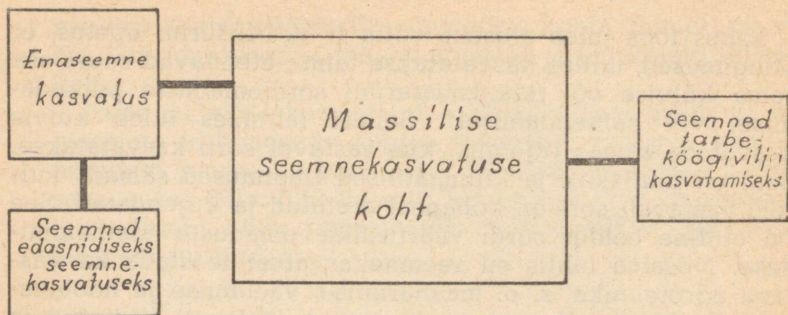 Emaseemne
kasvatus
Massilise
seemnekasvatuse
koht
Seemned
tarbe-
köögivilja
kasvatamiseks
Seemned
edaspidiseks
seemne-
kasvatuseks